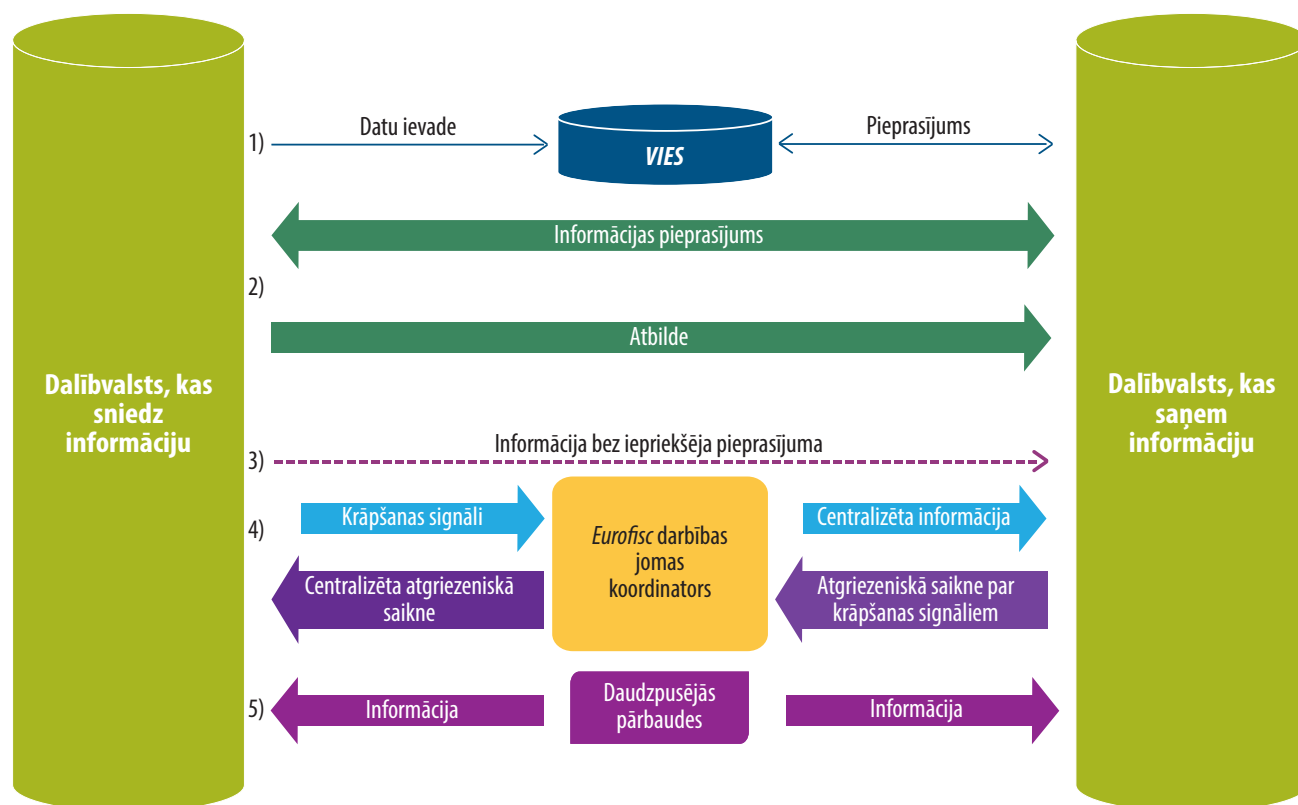 Datu ievade
Pieprasījums
1)
VIES
Informācijas pieprasījums
2)
Atbilde
Dalībvalsts, kas
sniedz
informāciju
Dalībvalsts, kas
saņem
informāciju
Informācija bez iepriekšēja pieprasījuma
3)
4)
Krāpšanas signāli
Eurofisc darbības
jomas
koordinators
Centralizēta informācija
Centralizēta atgriezeniskā
saikne
Atgriezeniskā saikne par
krāpšanas signāliem
5)
Informācija
Daudzpusējās
pārbaudes
Informācija